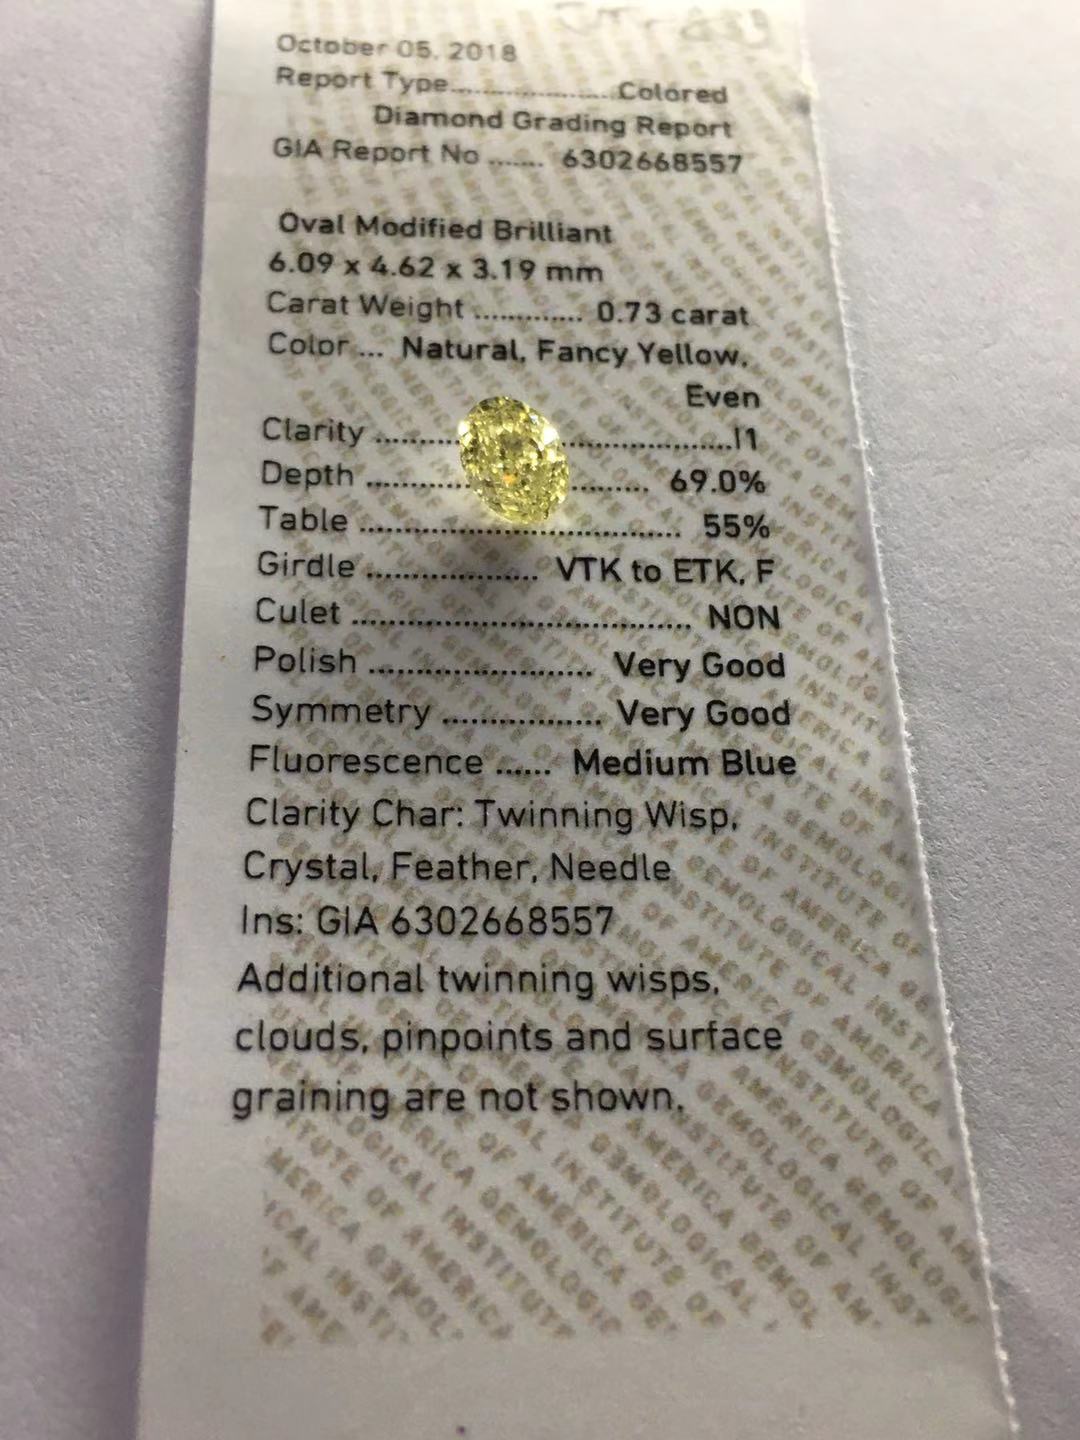 October 05, 2018
Report Type.....................Colored
Diamond Grading Report
GIA Report No ....... 6302668557
Oval Modified Brilliant
6.09 x 4.62 x 3.19 mm
Carat Weight ............. 0.73 carat
Color ... Natural, Fancy Yellow,
Even
Clarity ..................................I1
Depth ............................ 69.0%
Table .................................... 55%
Girdle .................. VTK to ETK, F
Culet .................................... NON
Polish ........................ Very Good
Symmetry ................. Very Good
Fluorescence ...... Medium Blue
Clarity Char: Twinning Wisp,
Crystal, Feather, Needle
Ins: GIA 6302668557
Additional twinning wisps,
clouds, pinpoints and surface
graining are not shown.